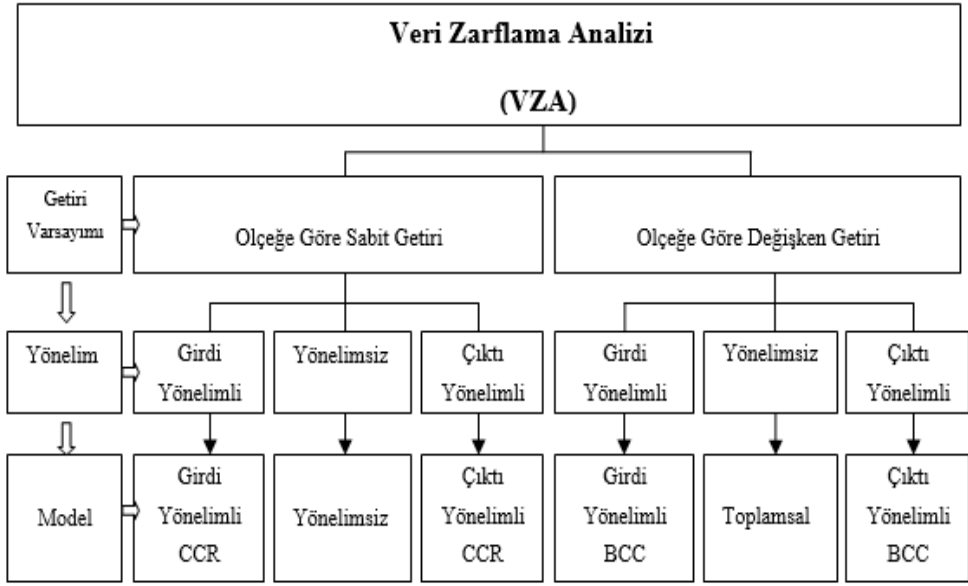 Veri Zarflama Analizi
(VZA)
Getiri
Varsayımı
Olçeğe Göre Sabit Getiri
Olçeğe Göre Değişken Getiri
Yönelim
Girdi
Yönelimli
Yönelimsiz
Çıktı
Yönelimli
Girdi
Yönelimli
Yönelimsiz
Çıktı
Yönelimli
Model
Girdi
Yönelimli
CCR
Yönelimsiz
Çıktı
Yönelimli
CCR
Girdi
Yönelimli
BCC
Toplamsal
Çıktı
Yönelimli
BCC